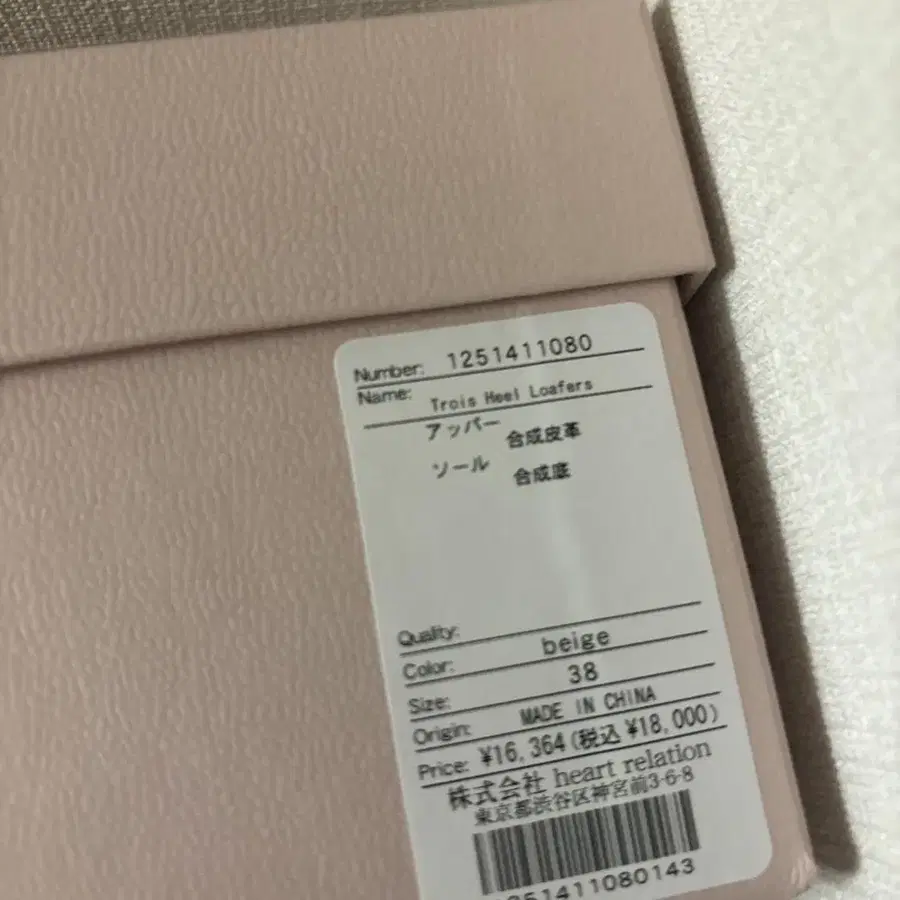 Number: 1251411080
Name: Trois Heel Loafers
アッパー 合成皮革
ソール 合成底
Quality:
Color: beige
Size: 38
Origin: MADE IN CHINA
Price: ¥16,364(税込 ¥18,000)
株式会社 heart relation
東京都渋谷区神宮前3-6-8
1251411080143